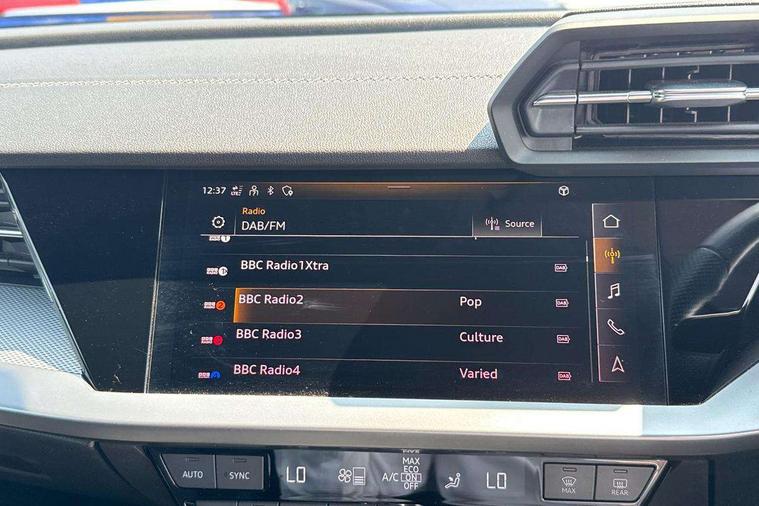 12:37 LTE
Radio
DAB/FM
Source
BBC Radio1Xtra DAB
BBC Radio2 Pop DAB
BBC Radio3 Culture DAB
BBC Radio4 Varied DAB
AUTO SYNC LO A/C MAX ECO ON OFF LO MAX REAR